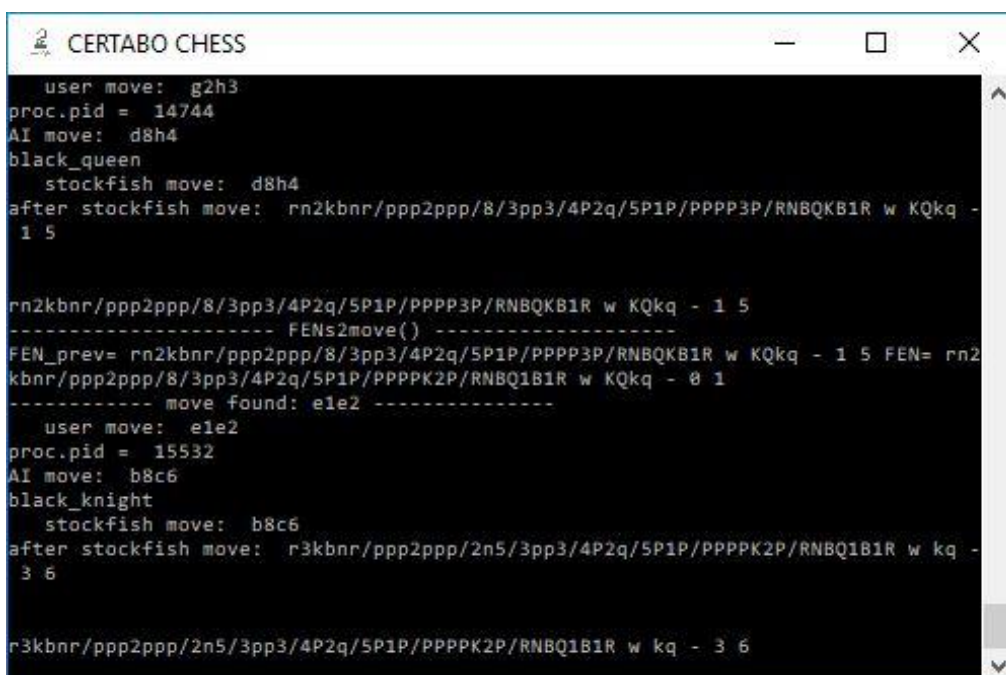 CERTABO CHESS
user move: g2h3
proc.pid = 14744
AI move: d8h4
black_queen
stockfish move: d8h4
after stockfish move: rn2kbnr/ppp2ppp/8/3pp3/4P2q/5P1P/PPPP3P/RNBQKB1R w KQkq -
1 5
rn2kbnr/ppp2ppp/8/3pp3/4P2q/5P1P/PPPP3P/RNBQKB1R w KQkq - 1 5
---------------------- FENs2move() --------------------
FEN_prev= rn2kbnr/ppp2ppp/8/3pp3/4P2q/5P1P/PPPP3P/RNBQKB1R w KQkq - 1 5 FEN= rn2
kbnr/ppp2ppp/8/3pp3/4P2q/5P1P/PPPPK2P/RNBQ1B1R w KQkq - 0 1
------------ move found: e1e2 ---------------
user move: e1e2
proc.pid = 15532
AI move: b8c6
black_knight
stockfish move: b8c6
after stockfish move: r3kbnr/ppp2ppp/2n5/3pp3/4P2q/5P1P/PPPPK2P/RNBQ1B1R w kq -
3 6
r3kbnr/ppp2ppp/2n5/3pp3/4P2q/5P1P/PPPPK2P/RNBQ1B1R w kq - 3 6